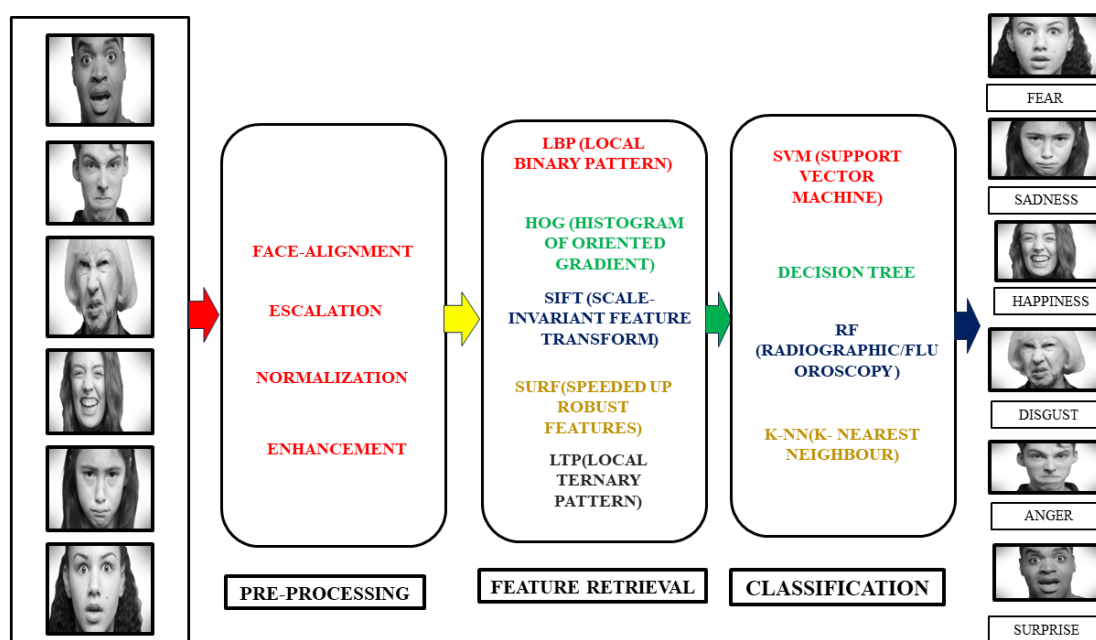 FACE-ALIGNMENT
ESCALATION
NORMALIZATION
ENHANCEMENT
PRE-PROCESSING
LBP (LOCAL
BINARY PATTERN)
HOG (HISTOGRAM
OF ORIENTED
GRADIENT)
SIFT (SCALE-
INVARIANT FEATURE
TRANSFORM)
SURF(SPEEDED UP
ROBUST
FEATURES)
LTP(LOCAL
TERNARY
PATTERN)
FEATURE RETRIEVAL
SVM (SUPPORT
VECTOR
MACHINE)
DECISION TREE
RF
(RADIOGRAPHIC/FLU
OROSCOPY)
K-NN(K- NEAREST
NEIGHBOUR)
CLASSIFICATION
FEAR
SADNESS
HAPPINESS
DISGUST
ANGER
SURPRISE